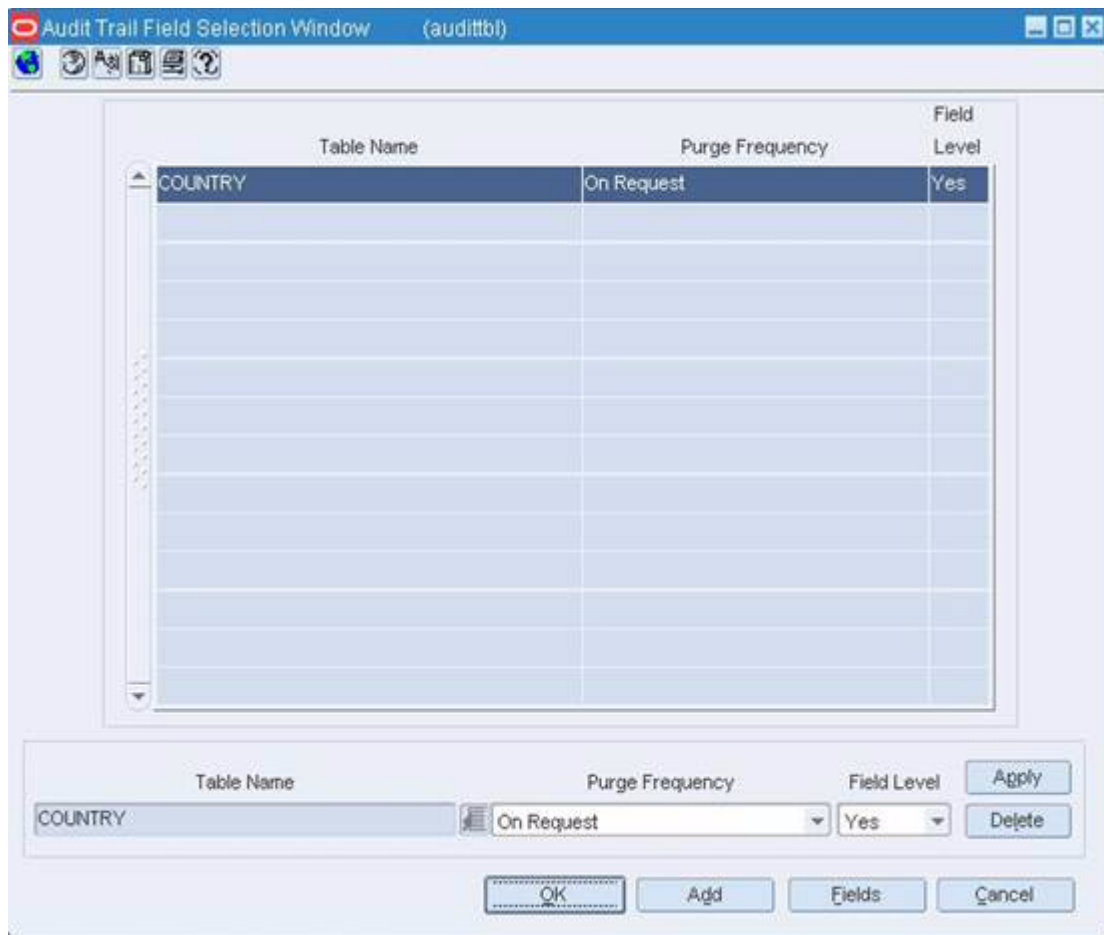 Audit Trail Field Selection Window (audittbl)
Field
Table Name Purge Frequency Level
COUNTRY On Request Yes
Table Name Purge Frequency Field Level Apply
COUNTRY On Request Yes Delete
OK Add Fields Cancel